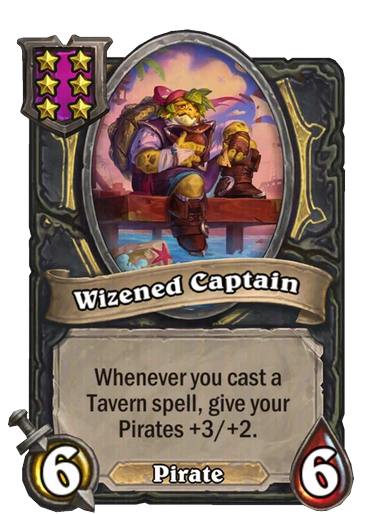 Wizened Captain
Whenever you cast a
Tavern spell, give your
Pirates +3/+2.
6
Pirate
6